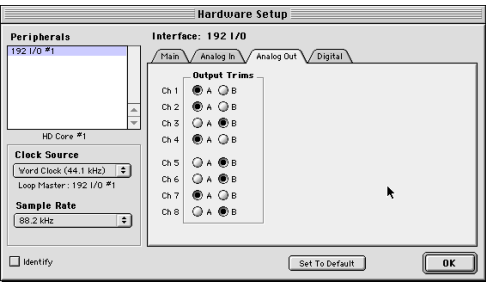 Hardware Setup
Peripherals
192 I/O #1
HD Core #1
Clock Source
Word Clock (44.1 kHz)
Loop Master : 192 I/O #1
Sample Rate
88.2 kHz
Identify
Interface: 192 I/O
Main Analog In Analog Out Digital
Output Trims
Ch 1 A B
Ch 2 A B
Ch 3 A B
Ch 4 A B
Ch 5 A B
Ch 6 A B
Ch 7 A B
Ch 8 A B
Set To Default
OK